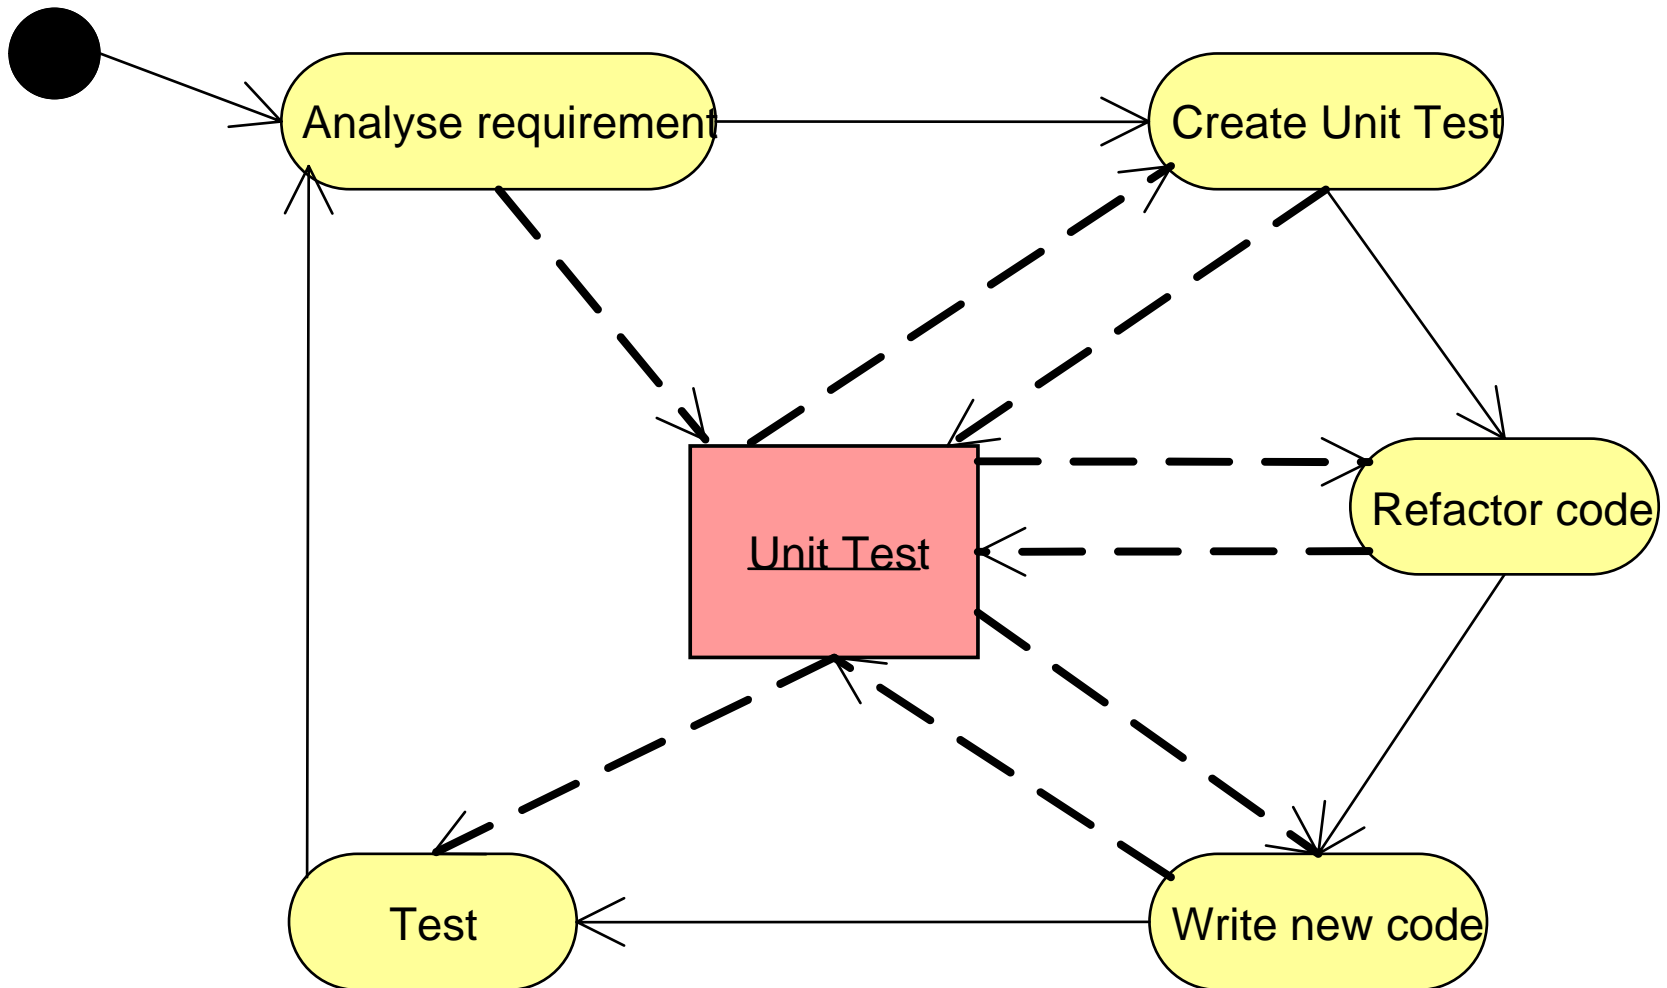 Analyse requirement
Create Unit Test
Refactor code
Unit Test
Test
Write new code